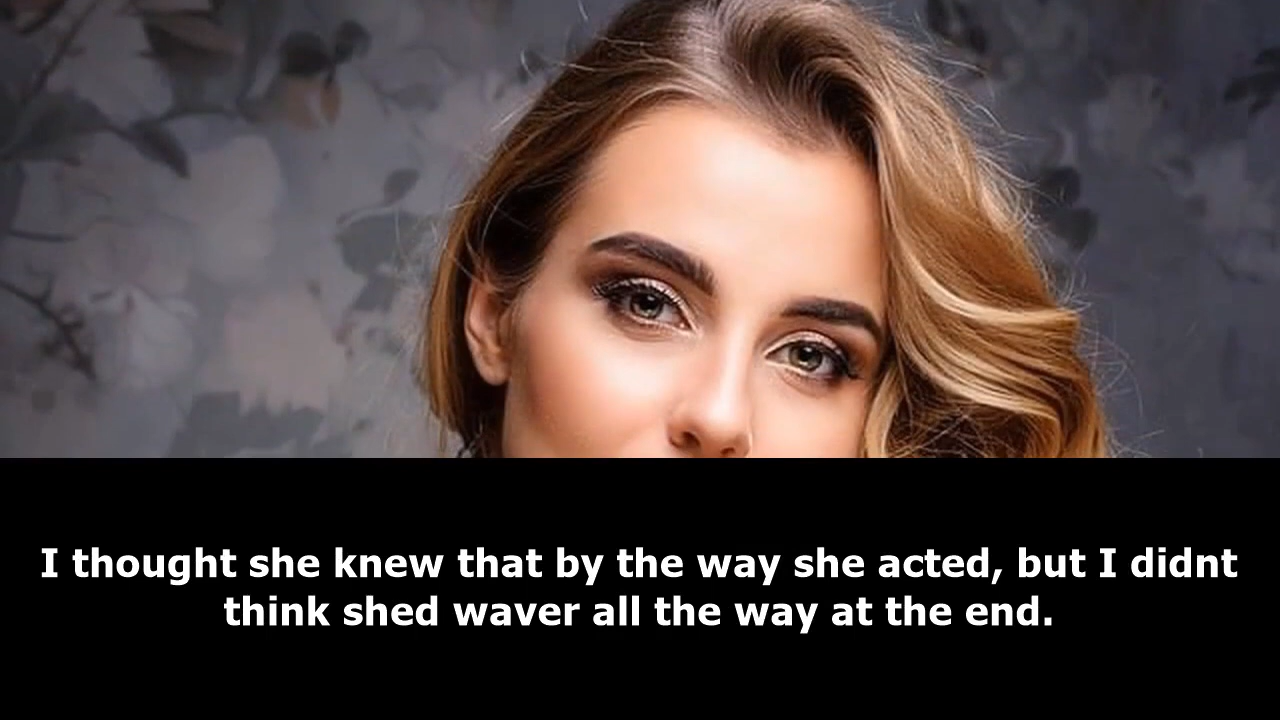 I thought she knew that by the way she acted, but I didnt
think shed waver all the way at the end.